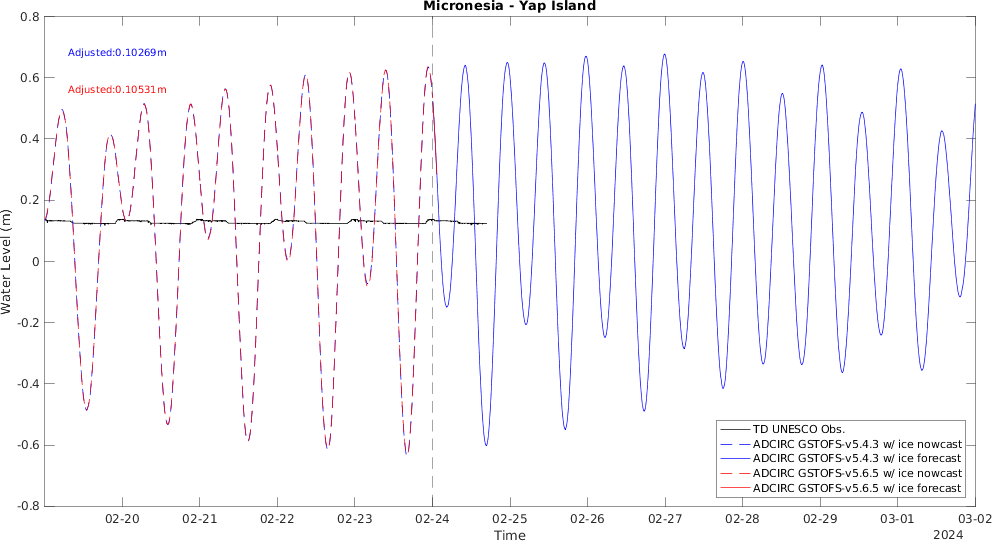 Micronesia - Yap Island
Adjusted:0.10269m
Adjusted:0.10531m
0.8
0.6
0.4
0.2
0
-0.2
-0.4
-0.6
-0.8
Water Level (m)
TD UNESCO Obs.
ADCIRC GSTOFS-v5.4.3 w/ ice nowcast
ADCIRC GSTOFS-v5.4.3 w/ ice forecast
ADCIRC GSTOFS-v5.6.5 w/ ice nowcast
ADCIRC GSTOFS-v5.6.5 w/ ice forecast
02-20 02-21 02-22 02-23 02-24 02-25 02-26 02-27 02-28 02-29 03-01 03-02
Time
2024